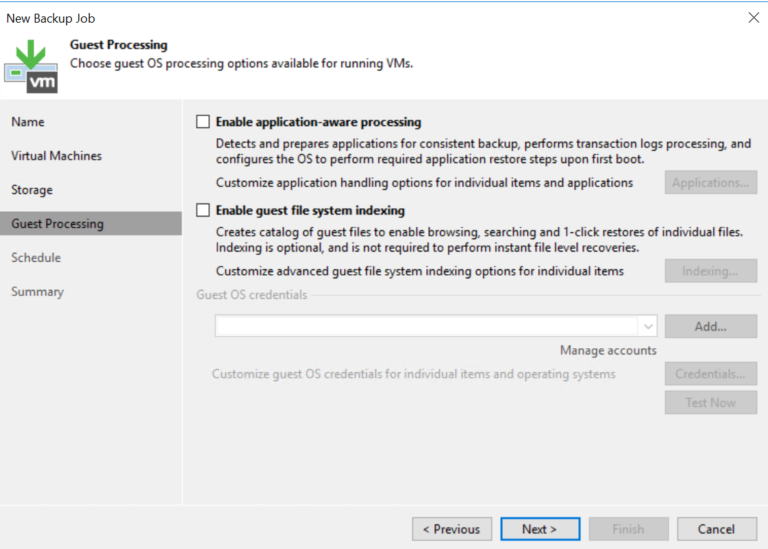 New Backup Job
Guest Processing
Choose guest OS processing options available for running VMs.
vm
Name
Virtual Machines
Storage
Guest Processing
Schedule
Summary
Enable application-aware processing
Detects and prepares applications for consistent backup, performs transaction logs processing, and
configures the OS to perform required application restore steps upon first boot.
Customize application handling options for individual items and applications
Applications...
Enable guest file system indexing
Creates catalog of guest files to enable browsing, searching and 1-click restores of individual files.
Indexing is optional, and is not required to perform instant file level recoveries.
Customize advanced guest file system indexing options for individual items
Indexing...
Guest OS credentials
Add...
Manage accounts
Customize guest OS credentials for individual items and operating systems
Credentials...
Test Now
< Previous
Next >
Finish
Cancel